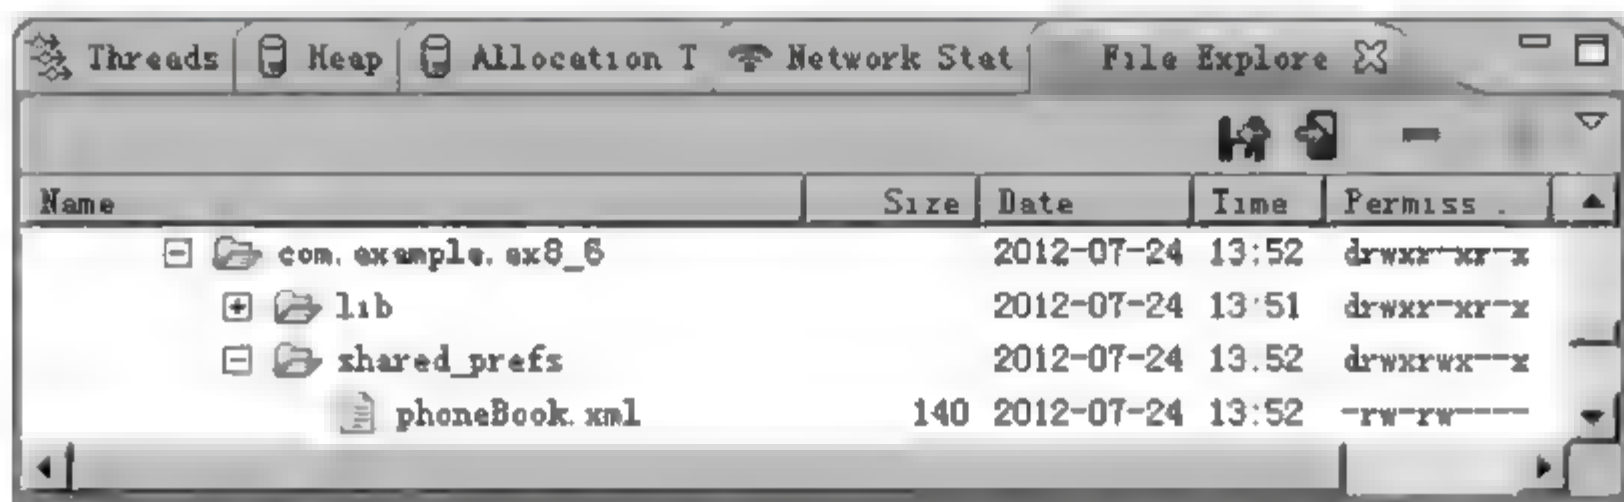 Threads Heap Allocation T Network Stat File Explore
Name Size Date Time Permiss .
com.example.ex8_6 2012-07-24 13:52 drwxr-xr-x
lib 2012-07-24 13:51 drwxr-xr-x
shared_prefs 2012-07-24 13:52 drwxrwx--x
phoneBook.xml 140 2012-07-24 13:52 -rw-rw----